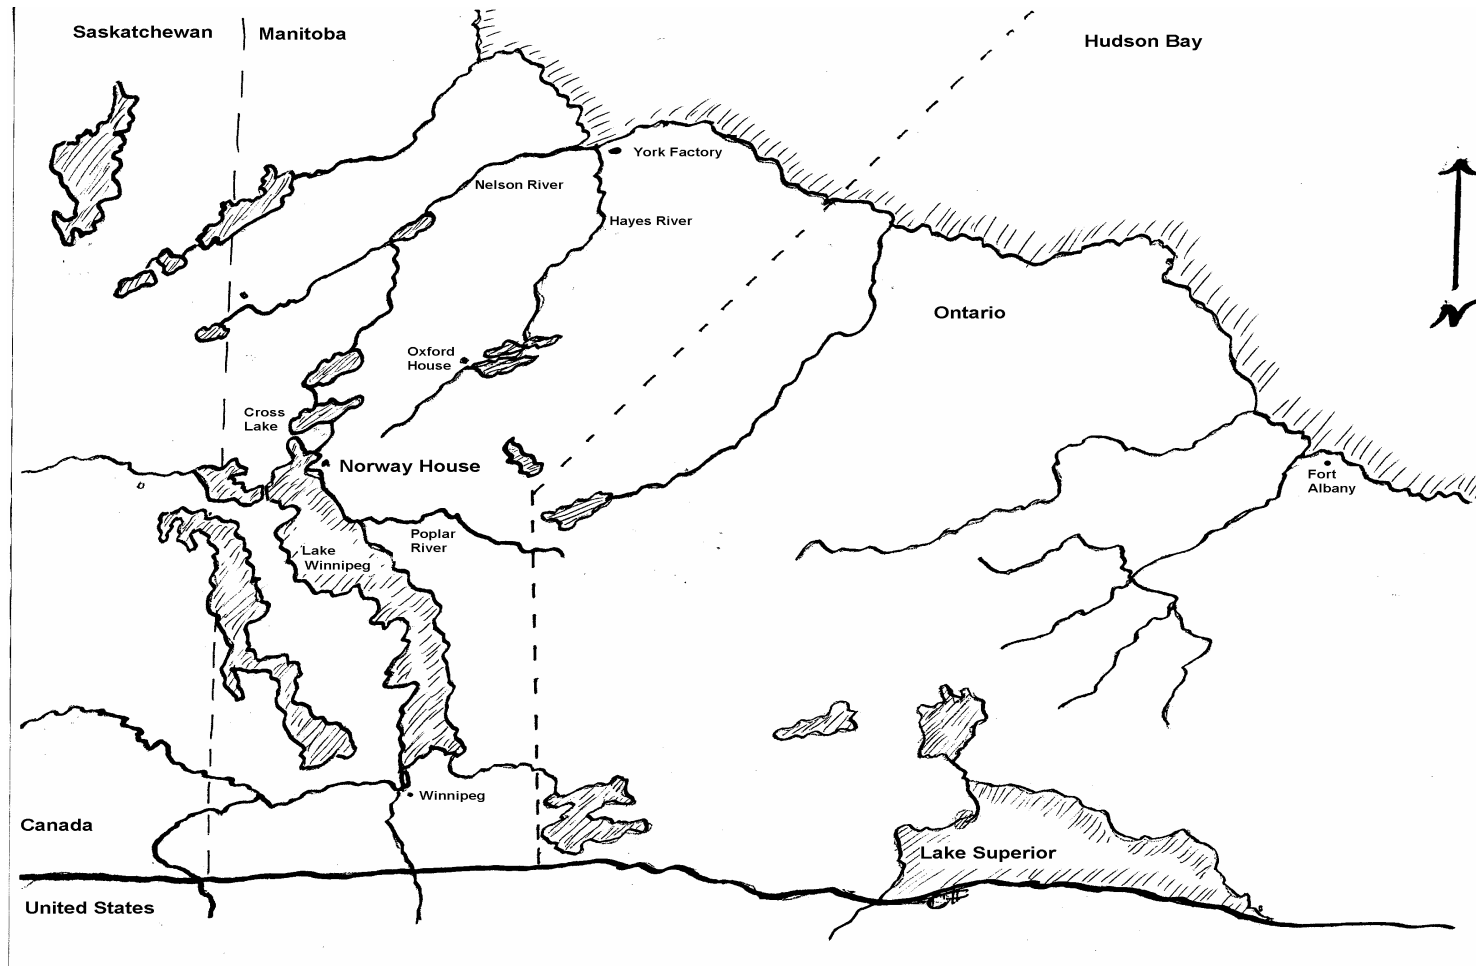 Saskatchewan
Manitoba
Hudson Bay
York Factory
Nelson River
Hayes River
Ontario
Oxford
House
Cross
Lake
Norway House
Fort
Albany
Poplar
River
Lake
Winnipeg
Winnipeg
Canada
Lake Superior
United States
N